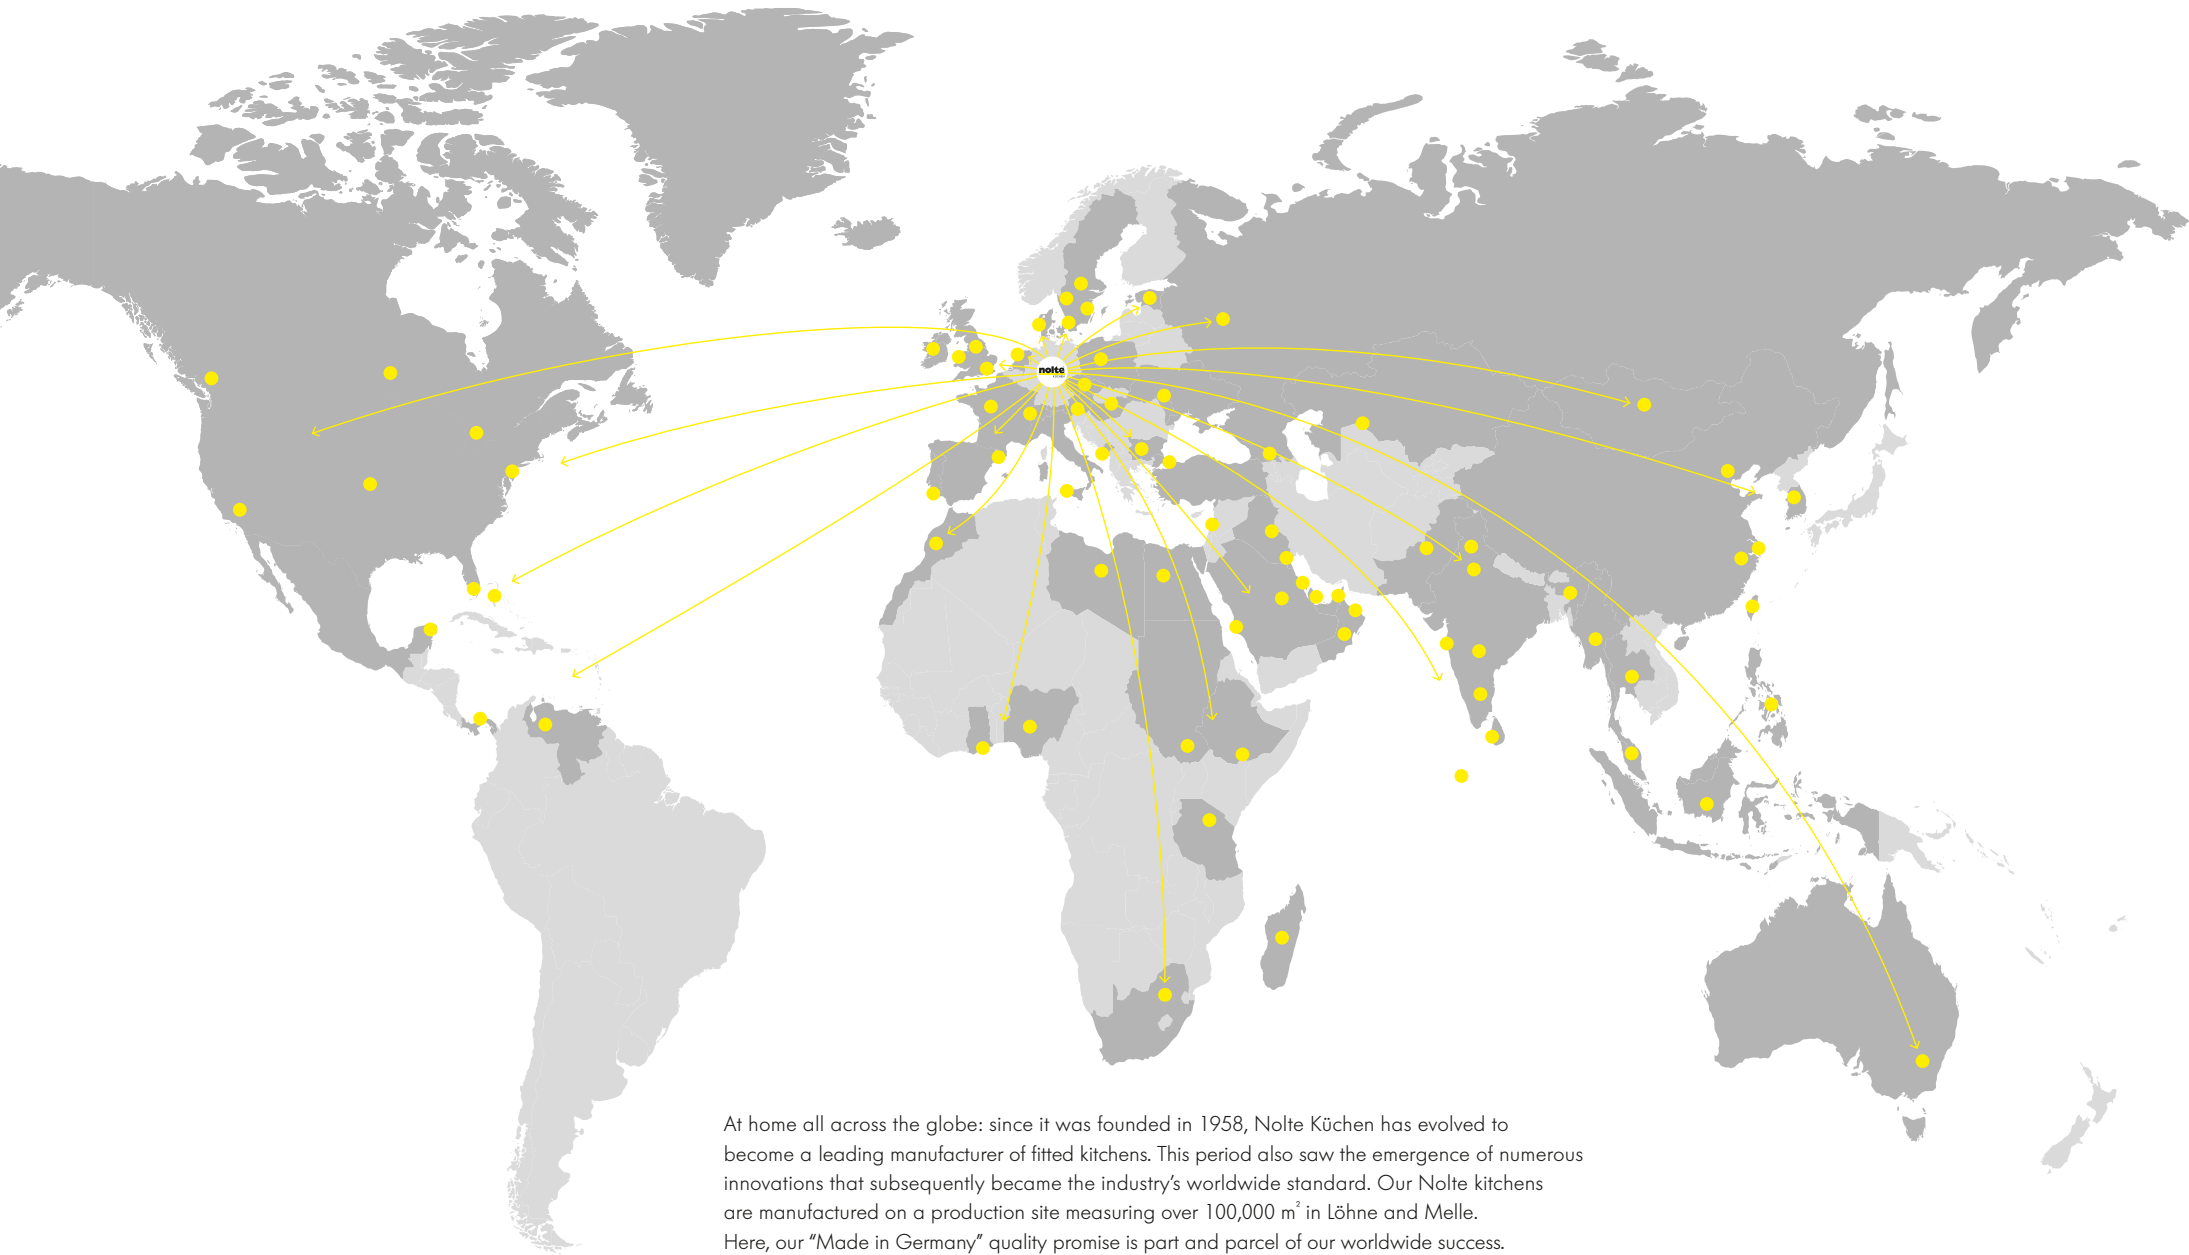 nolte
At home all across the globe: since it was founded in 1958, Nolte Küchen has evolved to
become a leading manufacturer of fitted kitchens. This period also saw the emergence of numerous
innovations that subsequently became the industry's worldwide standard. Our Nolte kitchens
are manufactured on a production site measuring over 100,000 m² in Löhne and Melle.
Here, our "Made in Germany" quality promise is part and parcel of our worldwide success.